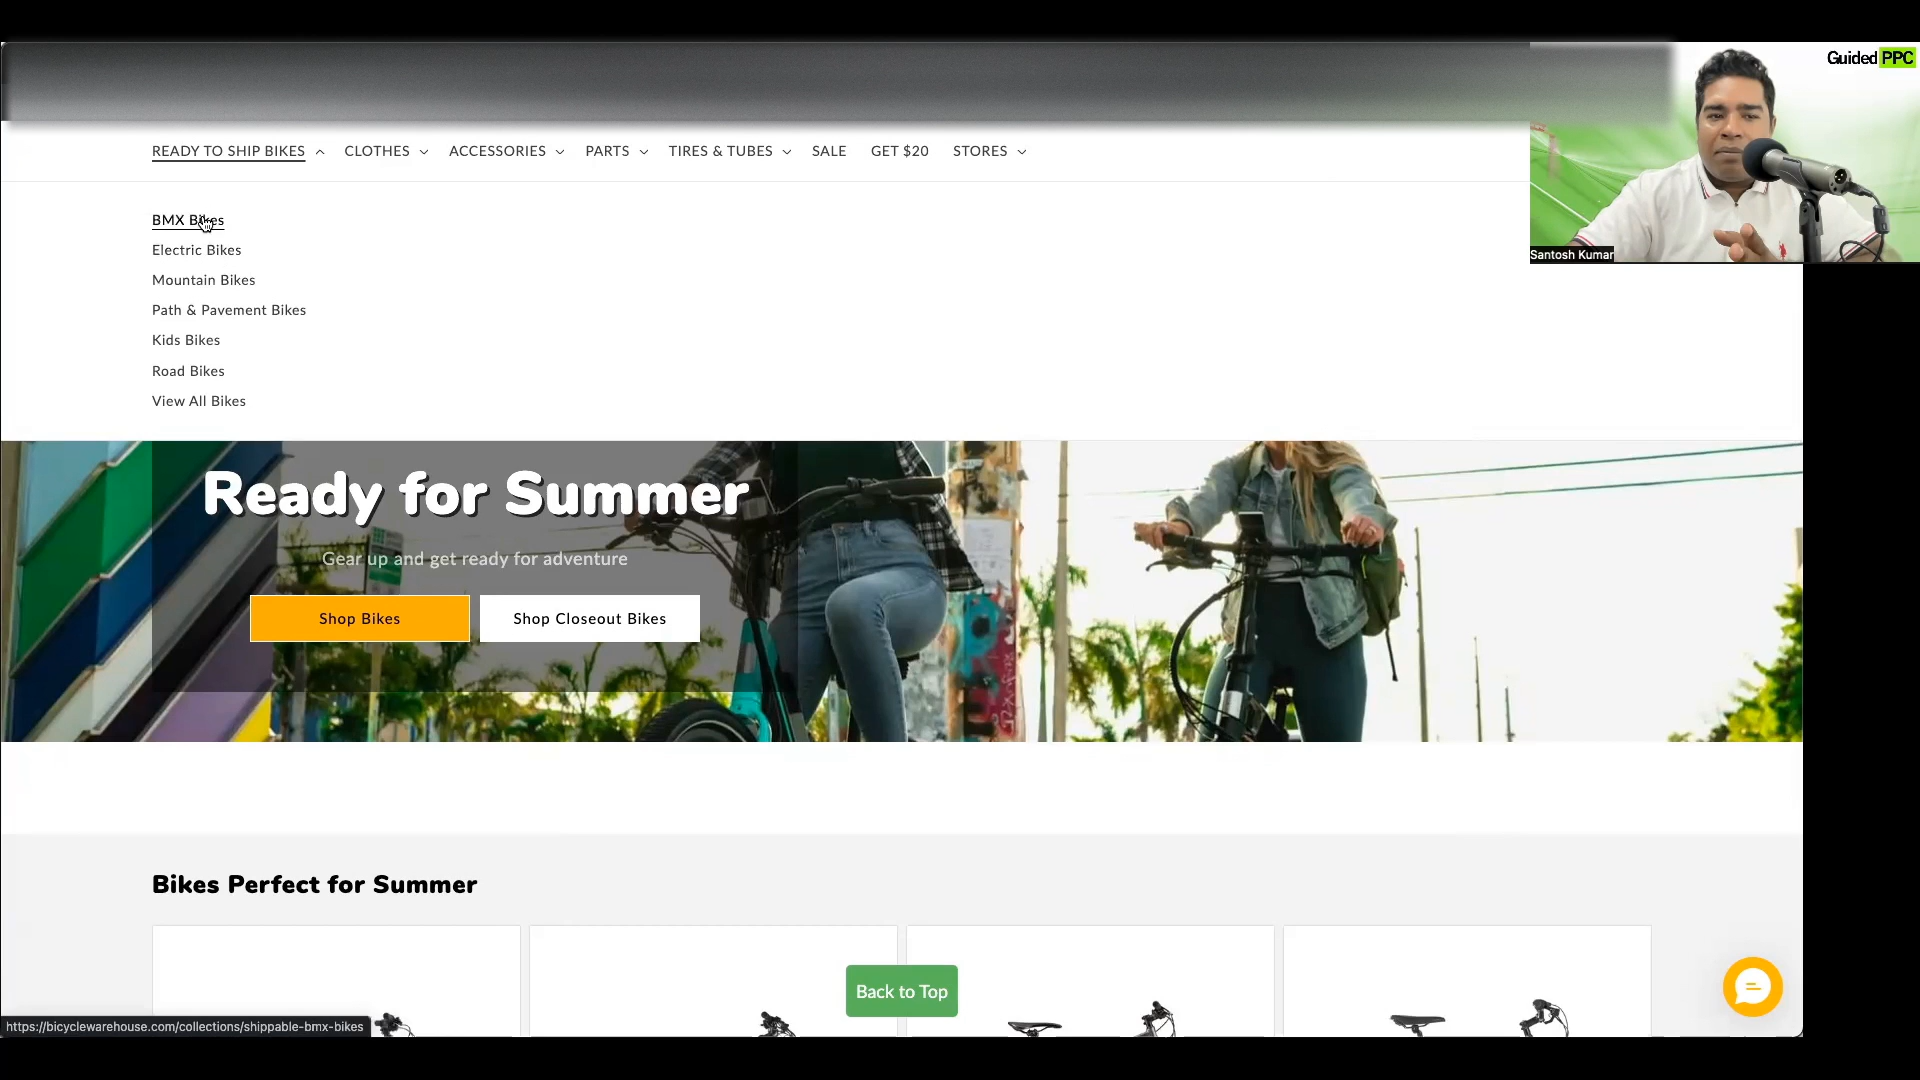 Guided PPC
READY TO SHIP BIKES CLOTHES ACCESSORIES PARTS TIRES & TUBES SALE GET $20 STORES
BMX Bikes
Electric Bikes
Mountain Bikes
Path & Pavement Bikes
Kids Bikes
Road Bikes
View All Bikes
Santosh Kumar
Ready for Summer
Gear up and get ready for adventure
Shop Bikes Shop Closeout Bikes
Bikes Perfect for Summer
Back to Top
https://bicyclewarehouse.com/collections/shippable-bmx-bikes